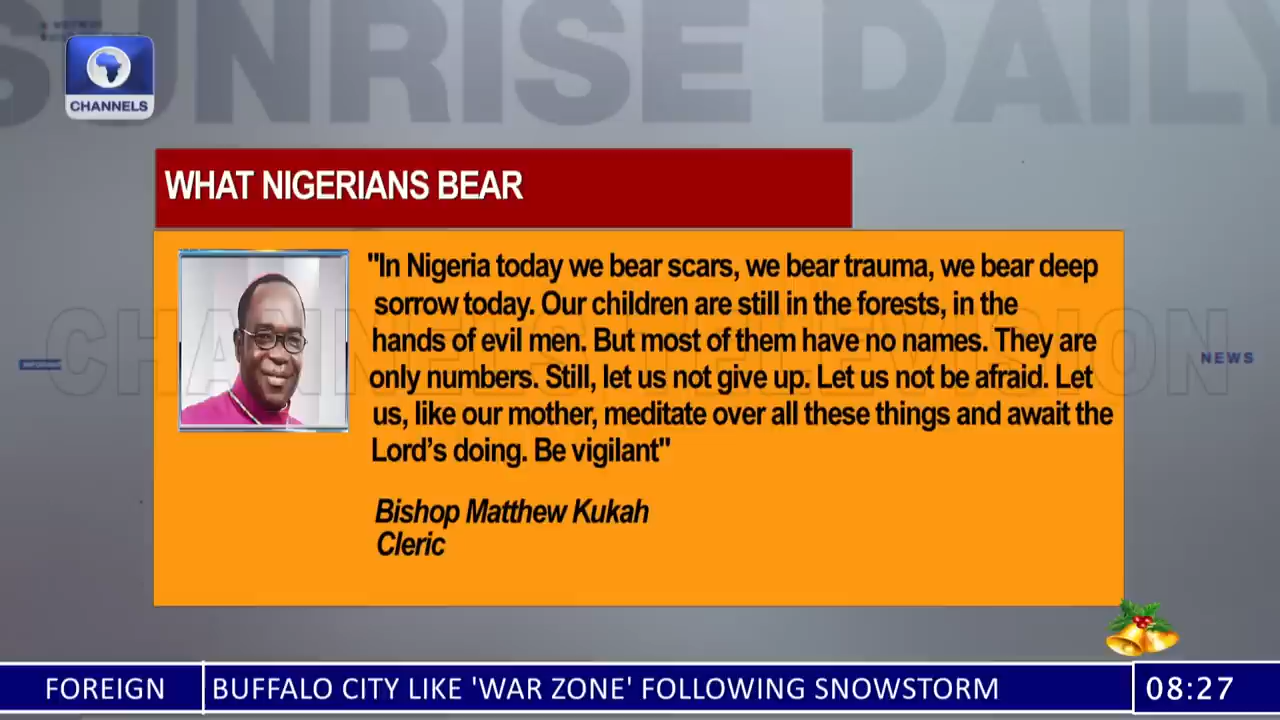 SUNRISE DAILY
CHANNELS
WHAT NIGERIANS BEAR
"In Nigeria today we bear scars, we bear trauma, we bear deep
sorrow today. Our children are still in the forests, in the
hands of evil men. But most of them have no names. They are
only numbers. Still, let us not give up. Let us not be afraid. Let
us, like our mother, meditate over all these things and await the
Lord's doing. Be vigilant"
Bishop Matthew Kukah
Cleric
CHANNELS TELEVISION
NEWS
FOREIGN
BUFFALO CITY LIKE 'WAR ZONE' FOLLOWING SNOWSTORM
08:27